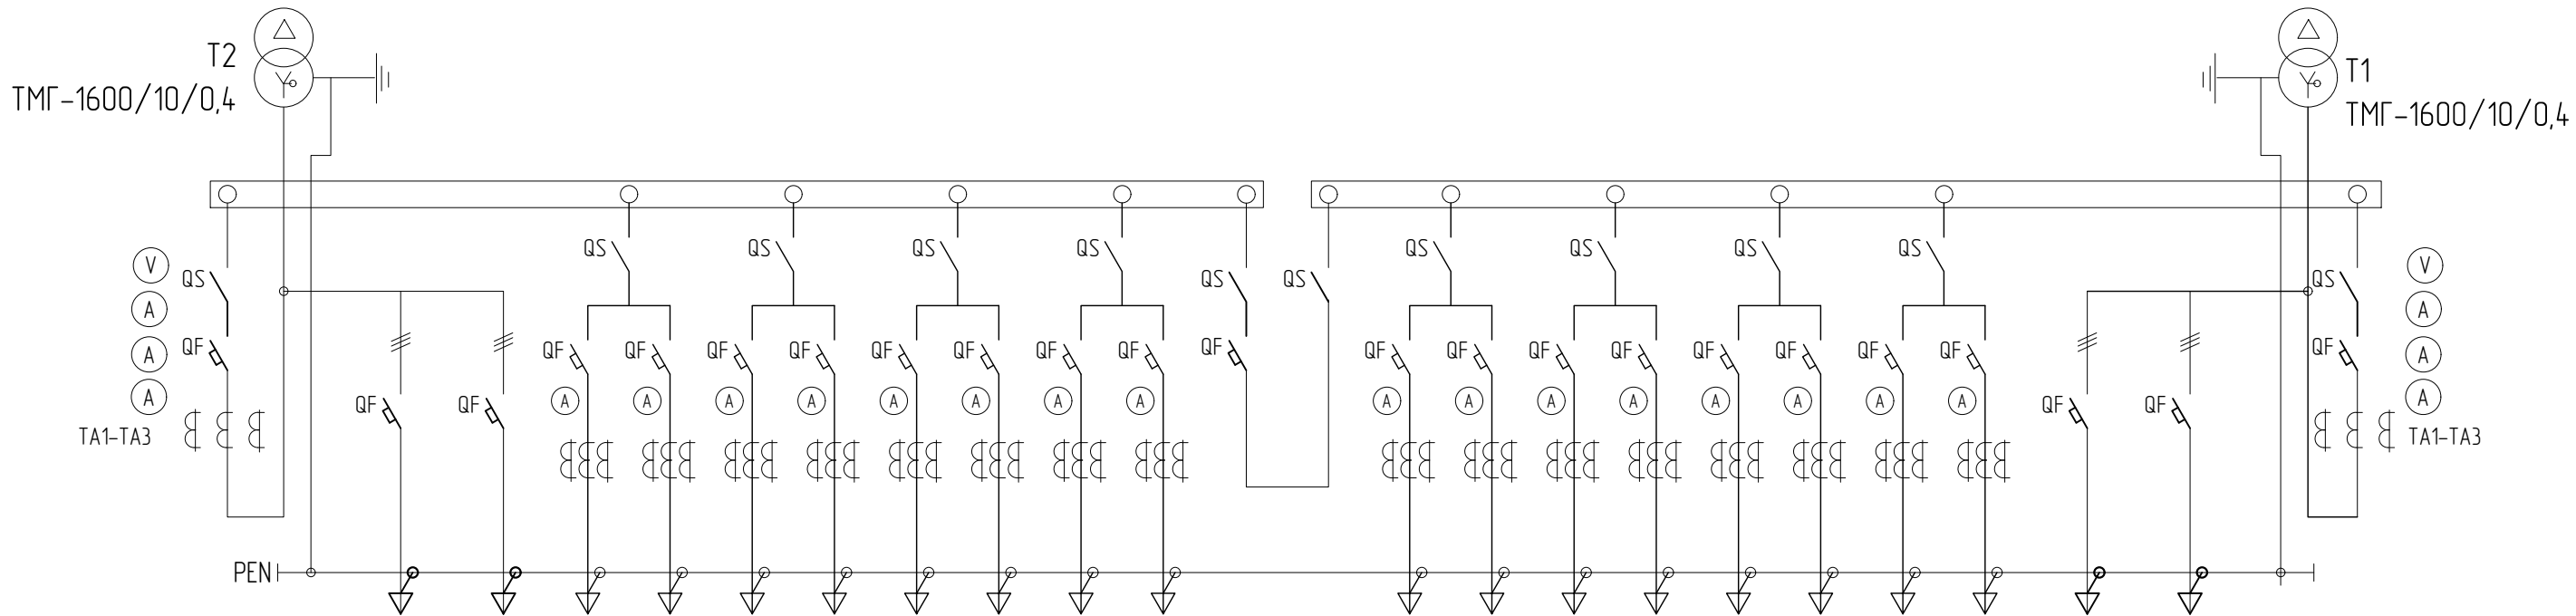 T2
ТМГ-1600/10/0,4
T1
ТМГ-1600/10/0,4
QS QS QS QS QS QS QS QS
V QS QS QS QS V
A A
QF QF QF QF QF QF QF QF QF QF QF QF QF QF QF QF QF QF QF
A A
A A A A A A A A A A A A A A A A A A
QF QF QF QF
TA1-TA3 TA1-TA3
PEN